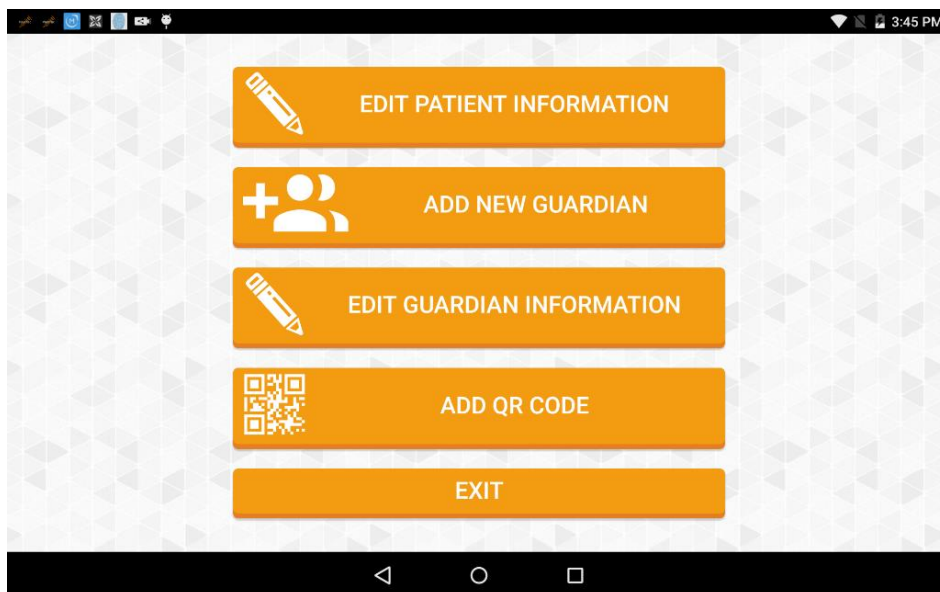 3:45 PM
EDIT PATIENT INFORMATION
ADD NEW GUARDIAN
EDIT GUARDIAN INFORMATION
ADD QR CODE
EXIT